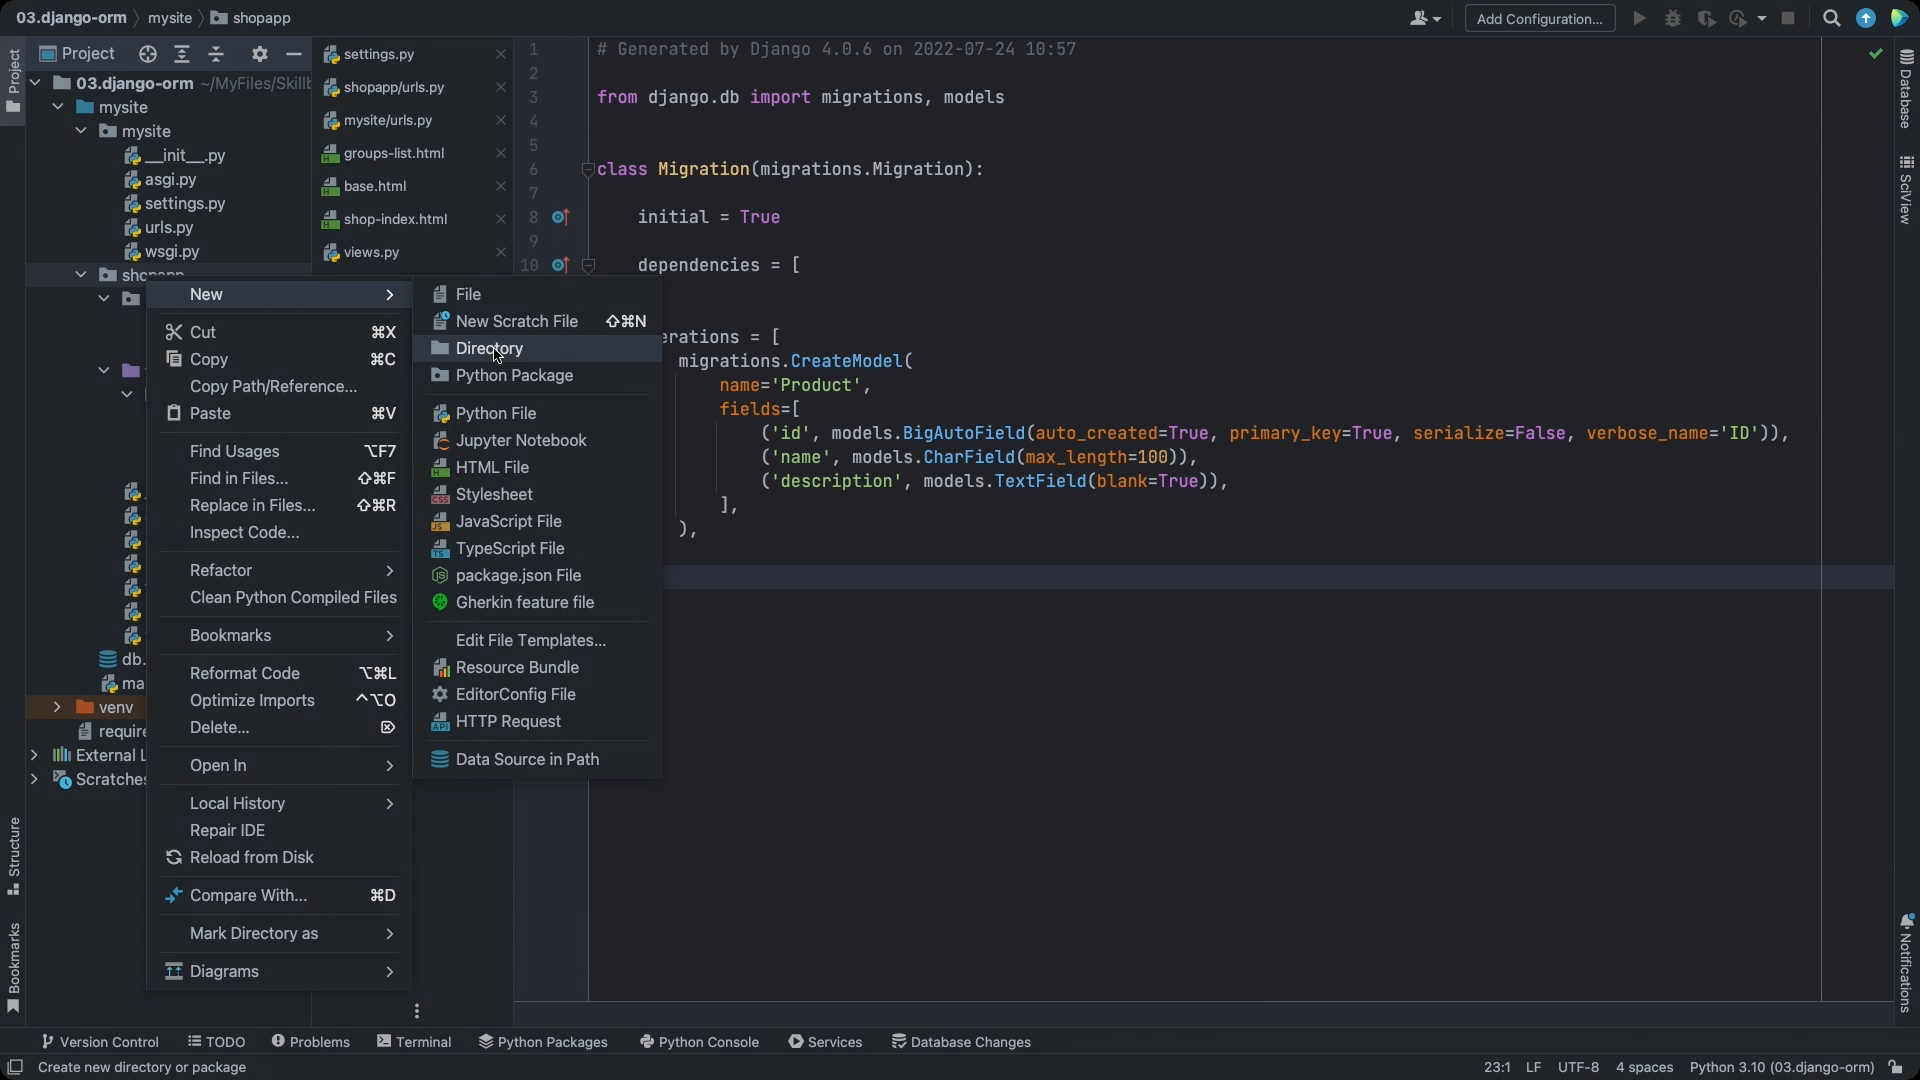 03.django-orm mysite shopapp
Add Configuration...
Project
03.django-orm ~/MyFiles/Skill
mysite
mysite
__init__.py
asgi.py
settings.py
urls.py
wsgi.py
shopapp
db.
ma
venv
require
External L
Scratches
settings.py
shopapp/urls.py
mysite/urls.py
groups-list.html
base.html
shop-index.html
views.py
New
Cut ⌘X
Copy ⌘C
Copy Path/Reference...
Paste ⌘V
Find Usages ⌥F7
Find in Files... ⇧⌘F
Replace in Files... ⇧⌘R
Inspect Code...
Refactor
Clean Python Compiled Files
Bookmarks
Reformat Code ⌥⌘L
Optimize Imports ^⌥O
Delete... ⌦
Open In
Local History
Repair IDE
Reload from Disk
Compare With... ⌘D
Mark Directory as
Diagrams
File
New Scratch File ⇧⌘N
Directory
Python Package
Python File
Jupyter Notebook
HTML File
Stylesheet
JavaScript File
TypeScript File
package.json File
Gherkin feature file
Edit File Templates...
Resource Bundle
EditorConfig File
HTTP Request
Data Source in Path
1 # Generated by Django 4.0.6 on 2022-07-24 10:57
2
3 from django.db import migrations, models
4
5
6 class Migration(migrations.Migration):
7
8 initial = True
9
10 dependencies = [
erations = [
migrations.CreateModel(
name='Product',
fields=[
('id', models.BigAutoField(auto_created=True, primary_key=True, serialize=False, verbose_name='ID')),
('name', models.CharField(max_length=100)),
('description', models.TextField(blank=True)),
],
),
Project
Structure
Bookmarks
Database
SciView
Notifications
Version Control TODO Problems Terminal Python Packages Python Console Services Database Changes
Create new directory or package
23:1 LF UTF-8 4 spaces Python 3.10 (03.django-orm)